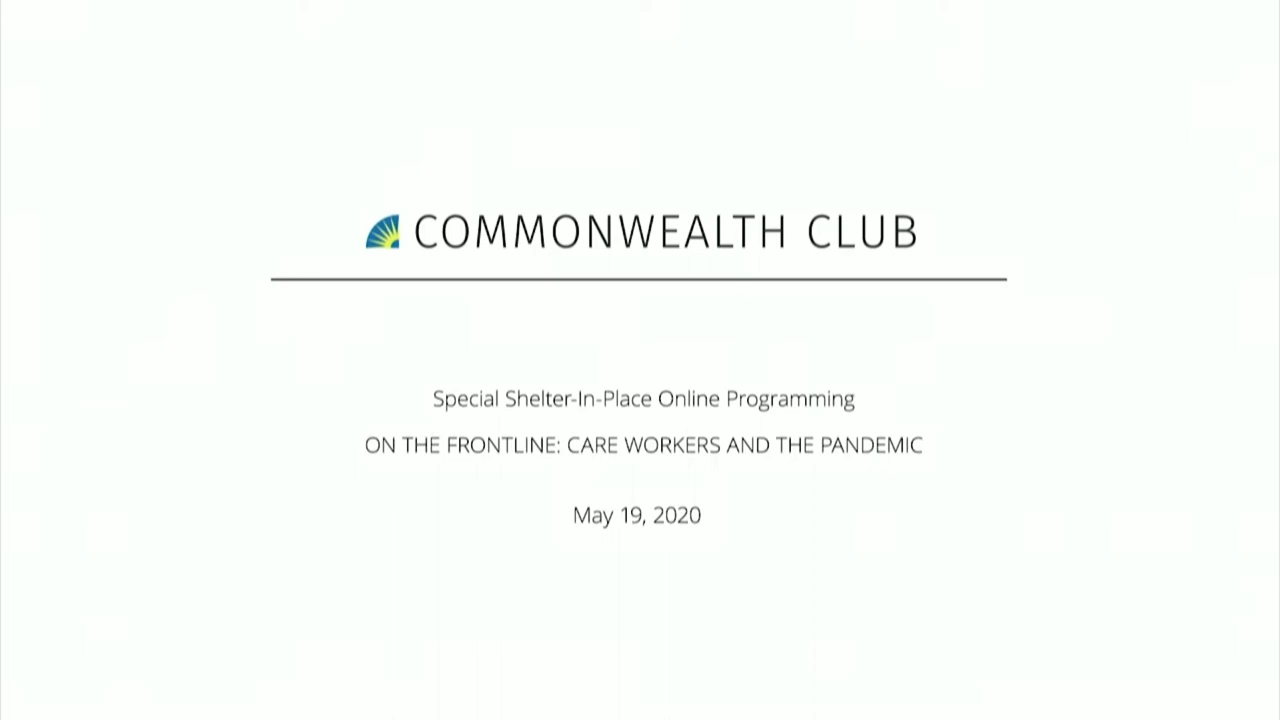 COMMONWEALTH CLUB
Special Shelter-In-Place Online Programming
ON THE FRONTLINE: CARE WORKERS AND THE PANDEMIC
May 19, 2020